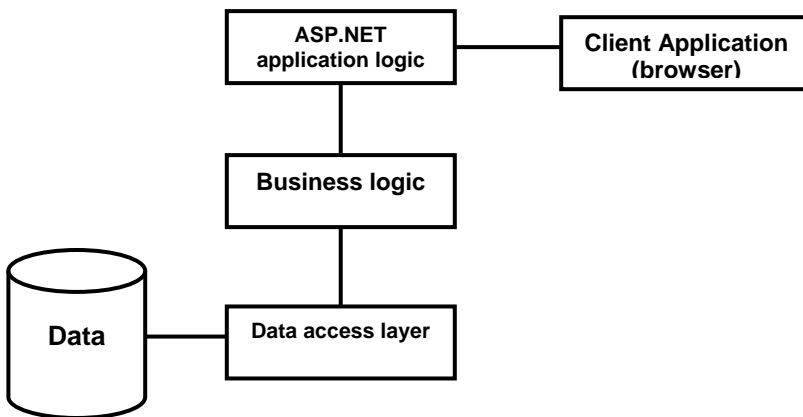 ASP.NET
application logic
Client Application
(browser)
Business logic
Data access layer
Data